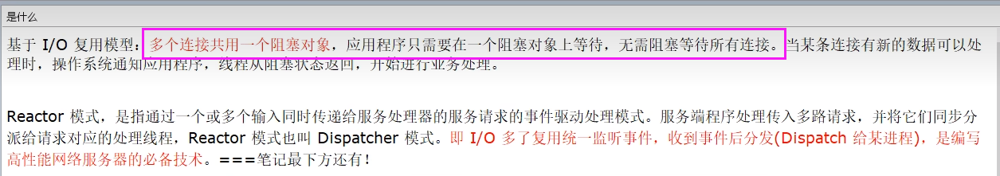 是什么
基于 I/O 复用模型：多个连接共用一个阻塞对象，应用程序只需要在一个阻塞对象上等待，无需阻塞等待所有连接。当某条连接有新的数据可以处
理时，操作系统通知应用程序，线程从阻塞状态返回，开始进行业务处理。
Reactor 模式，是指通过一个或多个输入同时传递给服务处理器的服务请求的事件驱动处理模式。服务端程序处理传入多路请求，并将它们同步分
派给请求对应的处理线程，Reactor 模式也叫 Dispatcher 模式。即 I/O 多了复用统一监听事件，收到事件后分发(Dispatch 给某进程)，是编写
高性能网络服务器的必备技术。===笔记最下方还有！